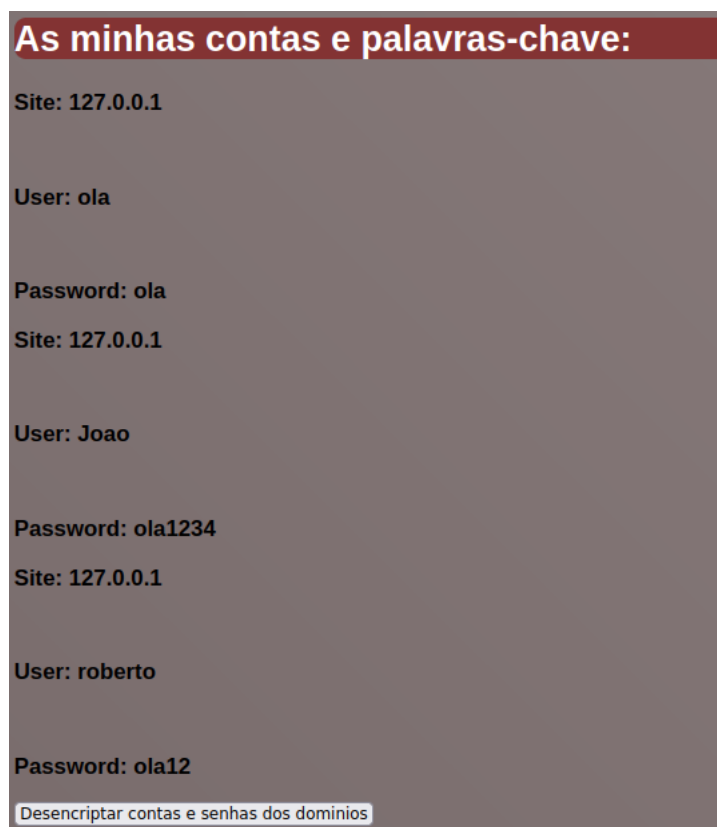 As minhas contas e palavras-chave:
Site: 127.0.0.1
User: ola
Password: ola
Site: 127.0.0.1
User: Joao
Password: ola1234
Site: 127.0.0.1
User: roberto
Password: ola12
Desencriptar contas e senhas dos dominios